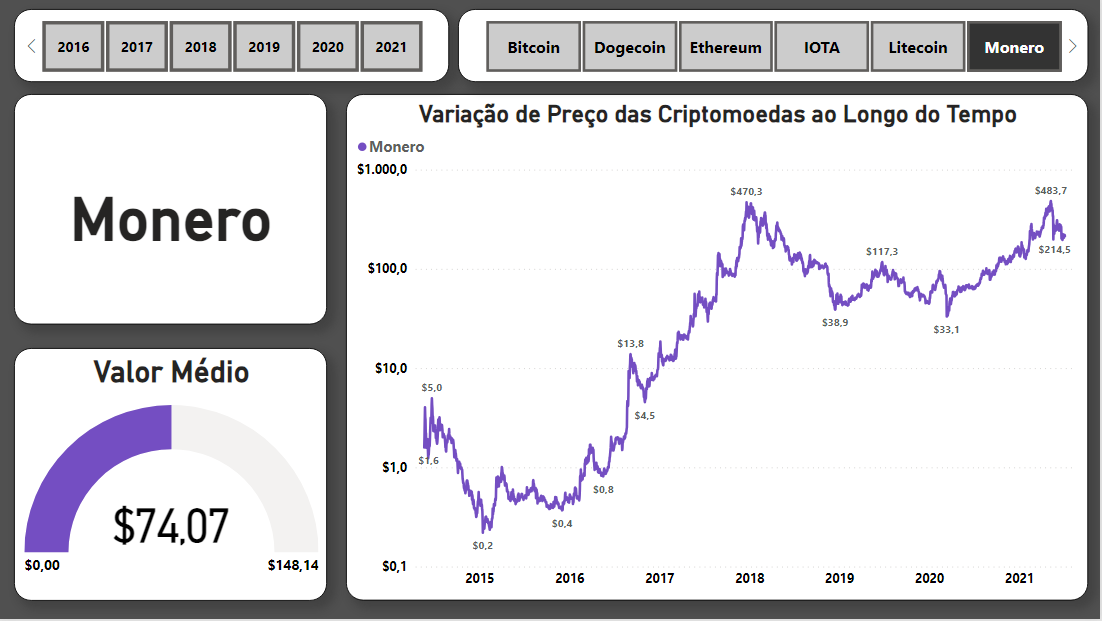 2016 2017 2018 2019 2020 2021
Bitcoin Dogecoin Ethereum IOTA Litecoin Monero
Monero
Valor Médio
$74,07
$0,00 $148,14
Variação de Preço das Criptomoedas ao Longo do Tempo
Monero
$1.000,0
$100,0
$10,0
$1,0
$0,1
$5,0
$1,6
$0,2
$0,4
$0,8
$13,8
$4,5
$470,3
$38,9
$117,3
$33,1
$483,7
$214,5
2015 2016 2017 2018 2019 2020 2021